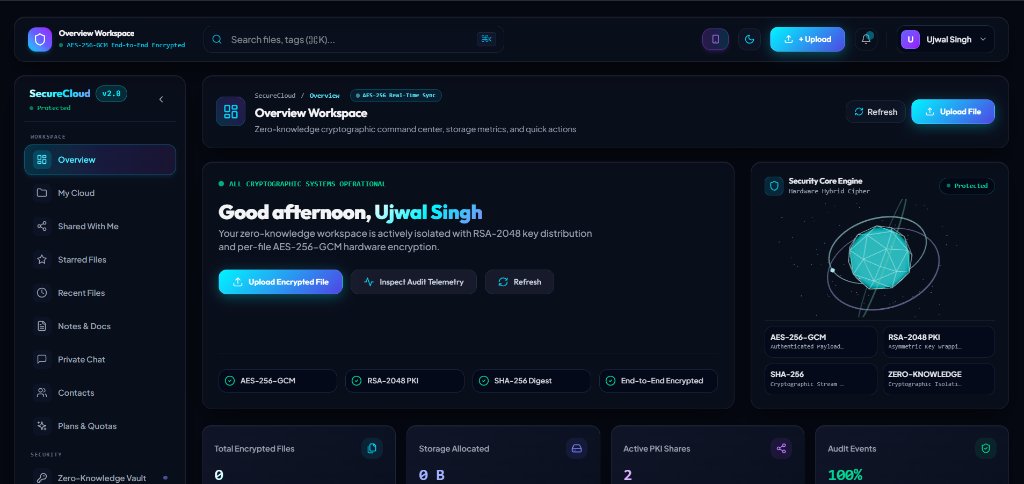 Overview Workspace
AES-256-GCM End-to-End Encrypted
Search files, tags (⌘K)...
⌘K
+ Upload
U
Ujwal Singh
SecureCloud
v2.8
Protected
WORKSPACE
Overview
My Cloud
Shared With Me
Starred Files
Recent Files
Notes & Docs
Private Chat
Contacts
Plans & Quotas
SECURITY
Zero-Knowledge Vault
SecureCloud / Overview
AES-256 Real-Time Sync
Overview Workspace
Zero-knowledge cryptographic command center, storage metrics, and quick actions
Refresh
Upload File
ALL CRYPTOGRAPHIC SYSTEMS OPERATIONAL
Good afternoon, Ujwal Singh
Your zero-knowledge workspace is actively isolated with RSA-2048 key distribution
and per-file AES-256-GCM hardware encryption.
Upload Encrypted File
Inspect Audit Telemetry
Refresh
AES-256-GCM
RSA-2048 PKI
SHA-256 Digest
End-to-End Encrypted
Security Core Engine
Hardware Hybrid Cipher
Protected
AES-256-GCM
Authenticated Payload…
RSA-2048 PKI
Asymmetric Key Wrappi…
SHA-256
Cryptographic Stream …
ZERO-KNOWLEDGE
Cryptographic Isolati…
Total Encrypted Files
0
Storage Allocated
0 B
Active PKI Shares
2
Audit Events
100%